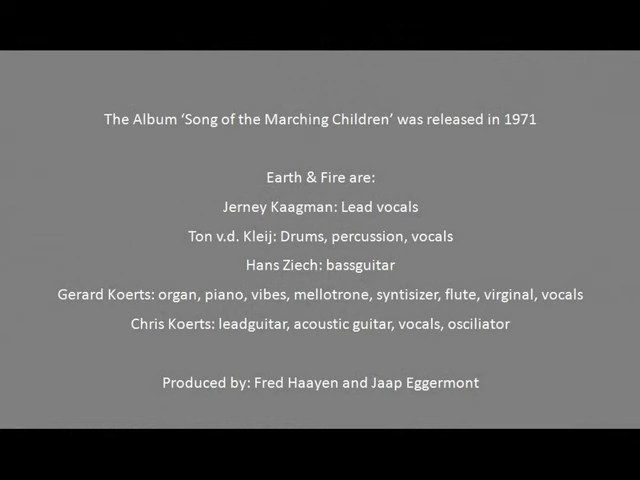 The Album ‘Song of the Marching Children’ was released in 1971
Earth & Fire are:
Jerney Kaagman: Lead vocals
Ton v.d. Kleij: Drums, percussion, vocals
Hans Ziech: bassguitar
Gerard Koerts: organ, piano, vibes, mellotrone, syntisizer, flute, virginal, vocals
Chris Koerts: leadguitar, acoustic guitar, vocals, osciliator
Produced by: Fred Haayen and Jaap Eggermont